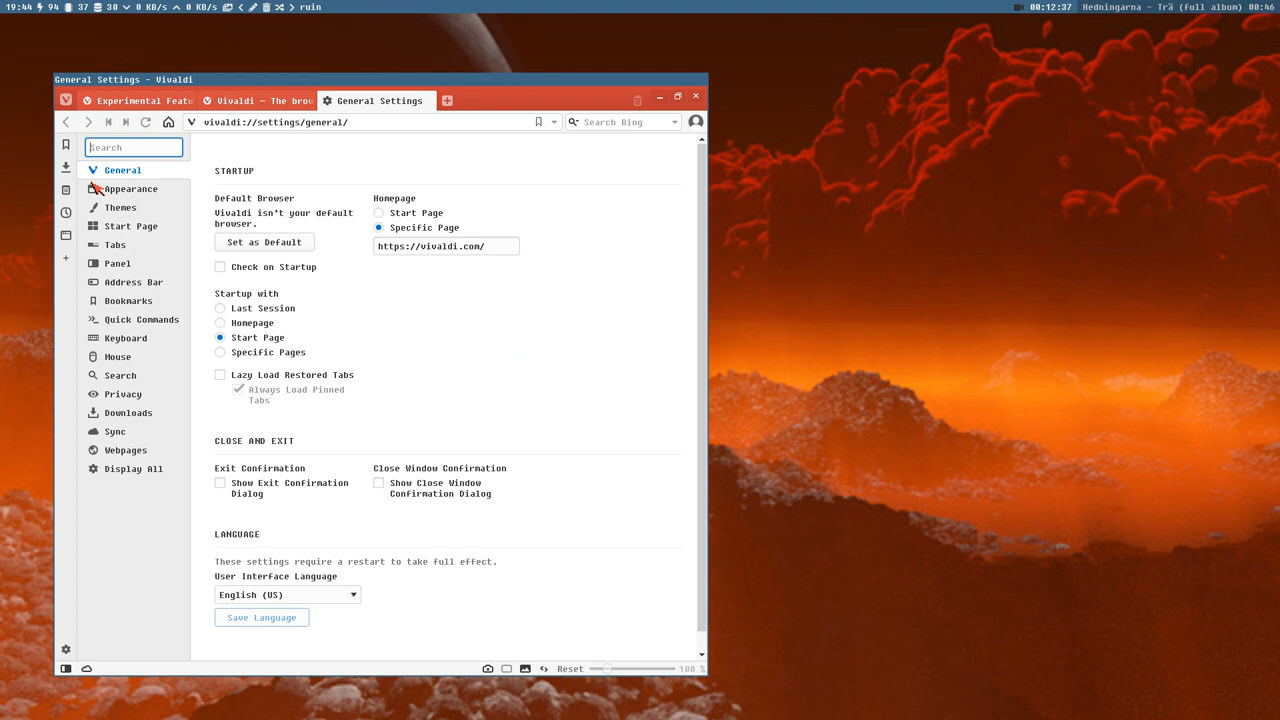 19:44 94 37 30 0 KB/s 0 KB/s ruin
00:12:37 Hedningarna - Trä (full album) 00:46
General Settings - Vivaldi
Experimental Featu Vivaldi — The brow General Settings
vivaldi://settings/general/ Search Bing
Search
General
Appearance
Themes
Start Page
Tabs
Panel
Address Bar
Bookmarks
Quick Commands
Keyboard
Mouse
Search
Privacy
Downloads
Sync
Webpages
Display All
STARTUP
Default Browser
Vivaldi isn't your default
browser.
Set as Default
Check on Startup
Homepage
Start Page
Specific Page
https://vivaldi.com/
Startup with
Last Session
Homepage
Start Page
Specific Pages
Lazy Load Restored Tabs
Always Load Pinned
Tabs
CLOSE AND EXIT
Exit Confirmation
Show Exit Confirmation
Dialog
Close Window Confirmation
Show Close Window
Confirmation Dialog
LANGUAGE
These settings require a restart to take full effect.
User Interface Language
English (US)
Save Language
Reset 100 %